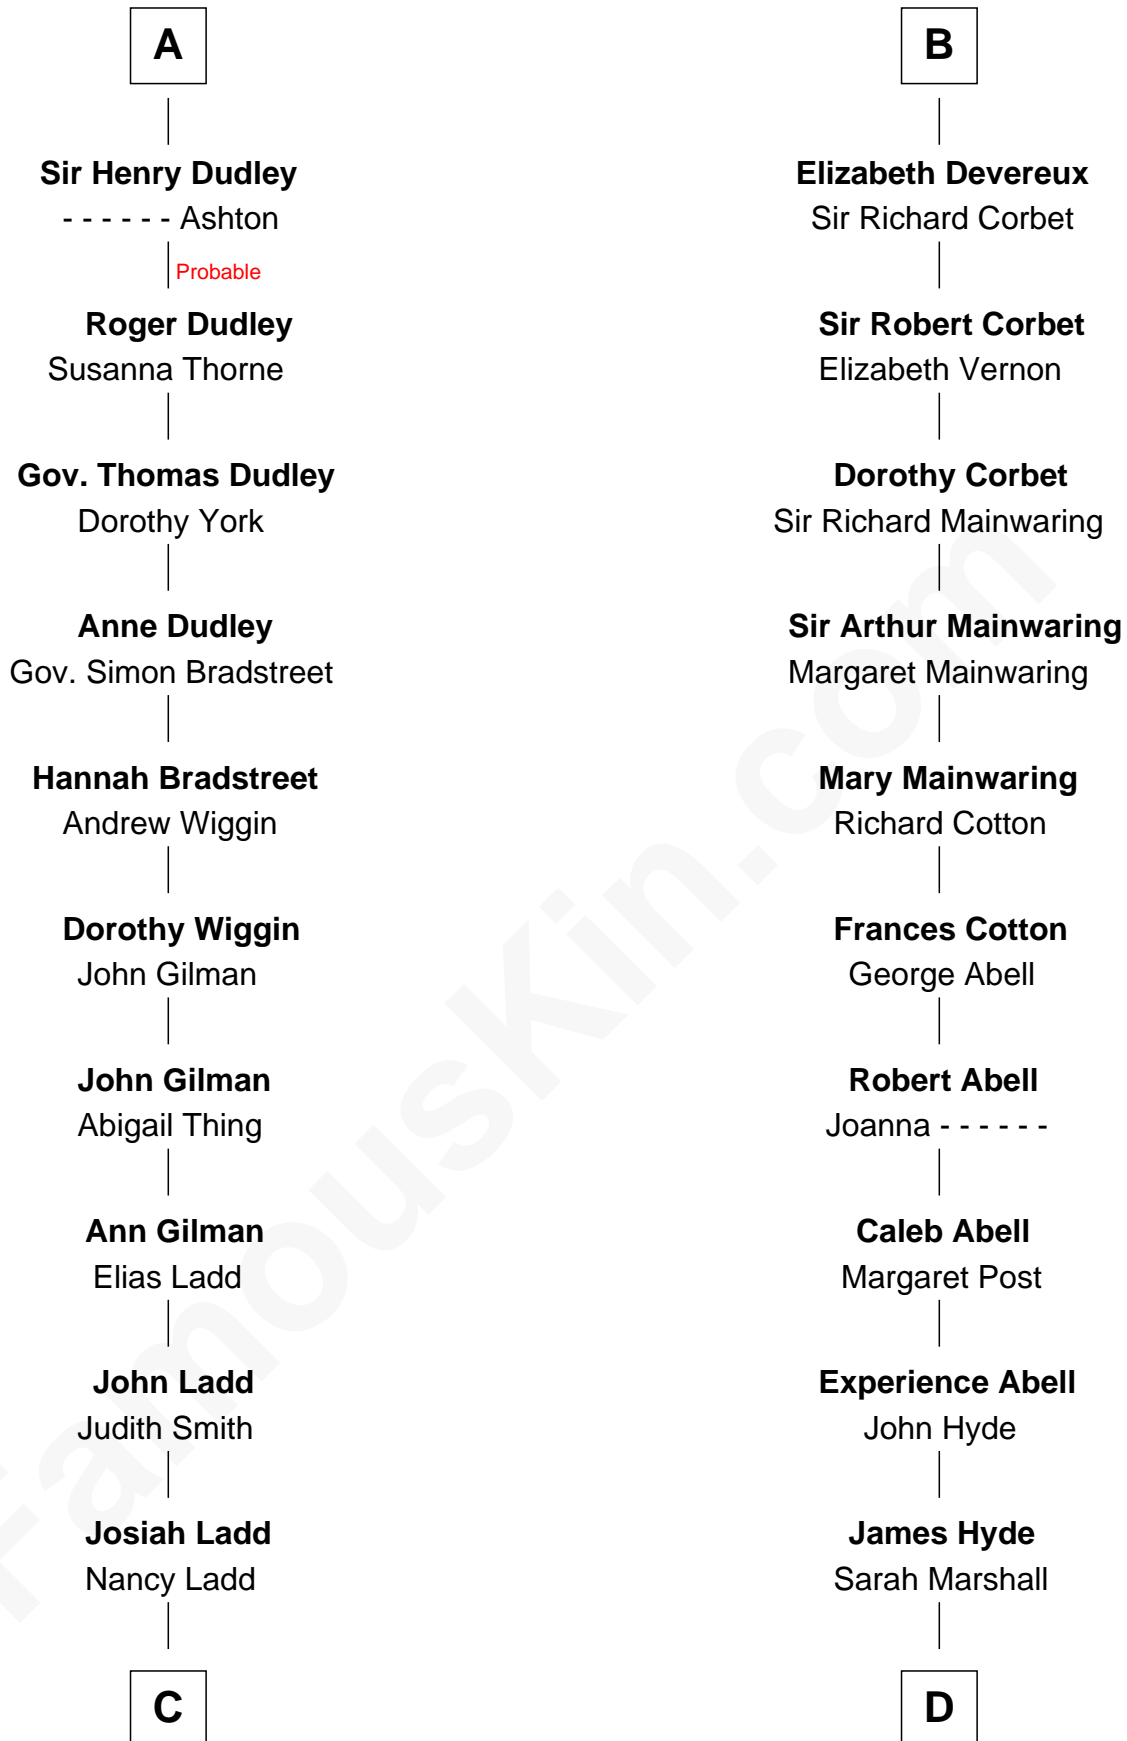 A
Sir Henry Dudley
- - - - - - Ashton
Probable
Roger Dudley
Susanna Thorne
Gov. Thomas Dudley
Dorothy York
Anne Dudley
Gov. Simon Bradstreet
Hannah Bradstreet
Andrew Wiggin
Dorothy Wiggin
John Gilman
John Gilman
Abigail Thing
Ann Gilman
Elias Ladd
John Ladd
Judith Smith
Josiah Ladd
Nancy Ladd
C
B
Elizabeth Devereux
Sir Richard Corbet
Sir Robert Corbet
Elizabeth Vernon
Dorothy Corbet
Sir Richard Mainwaring
Sir Arthur Mainwaring
Margaret Mainwaring
Mary Mainwaring
Richard Cotton
Frances Cotton
George Abell
Robert Abell
Joanna - - - - - -
Caleb Abell
Margaret Post
Experience Abell
John Hyde
James Hyde
Sarah Marshall
D
FamousKin.com